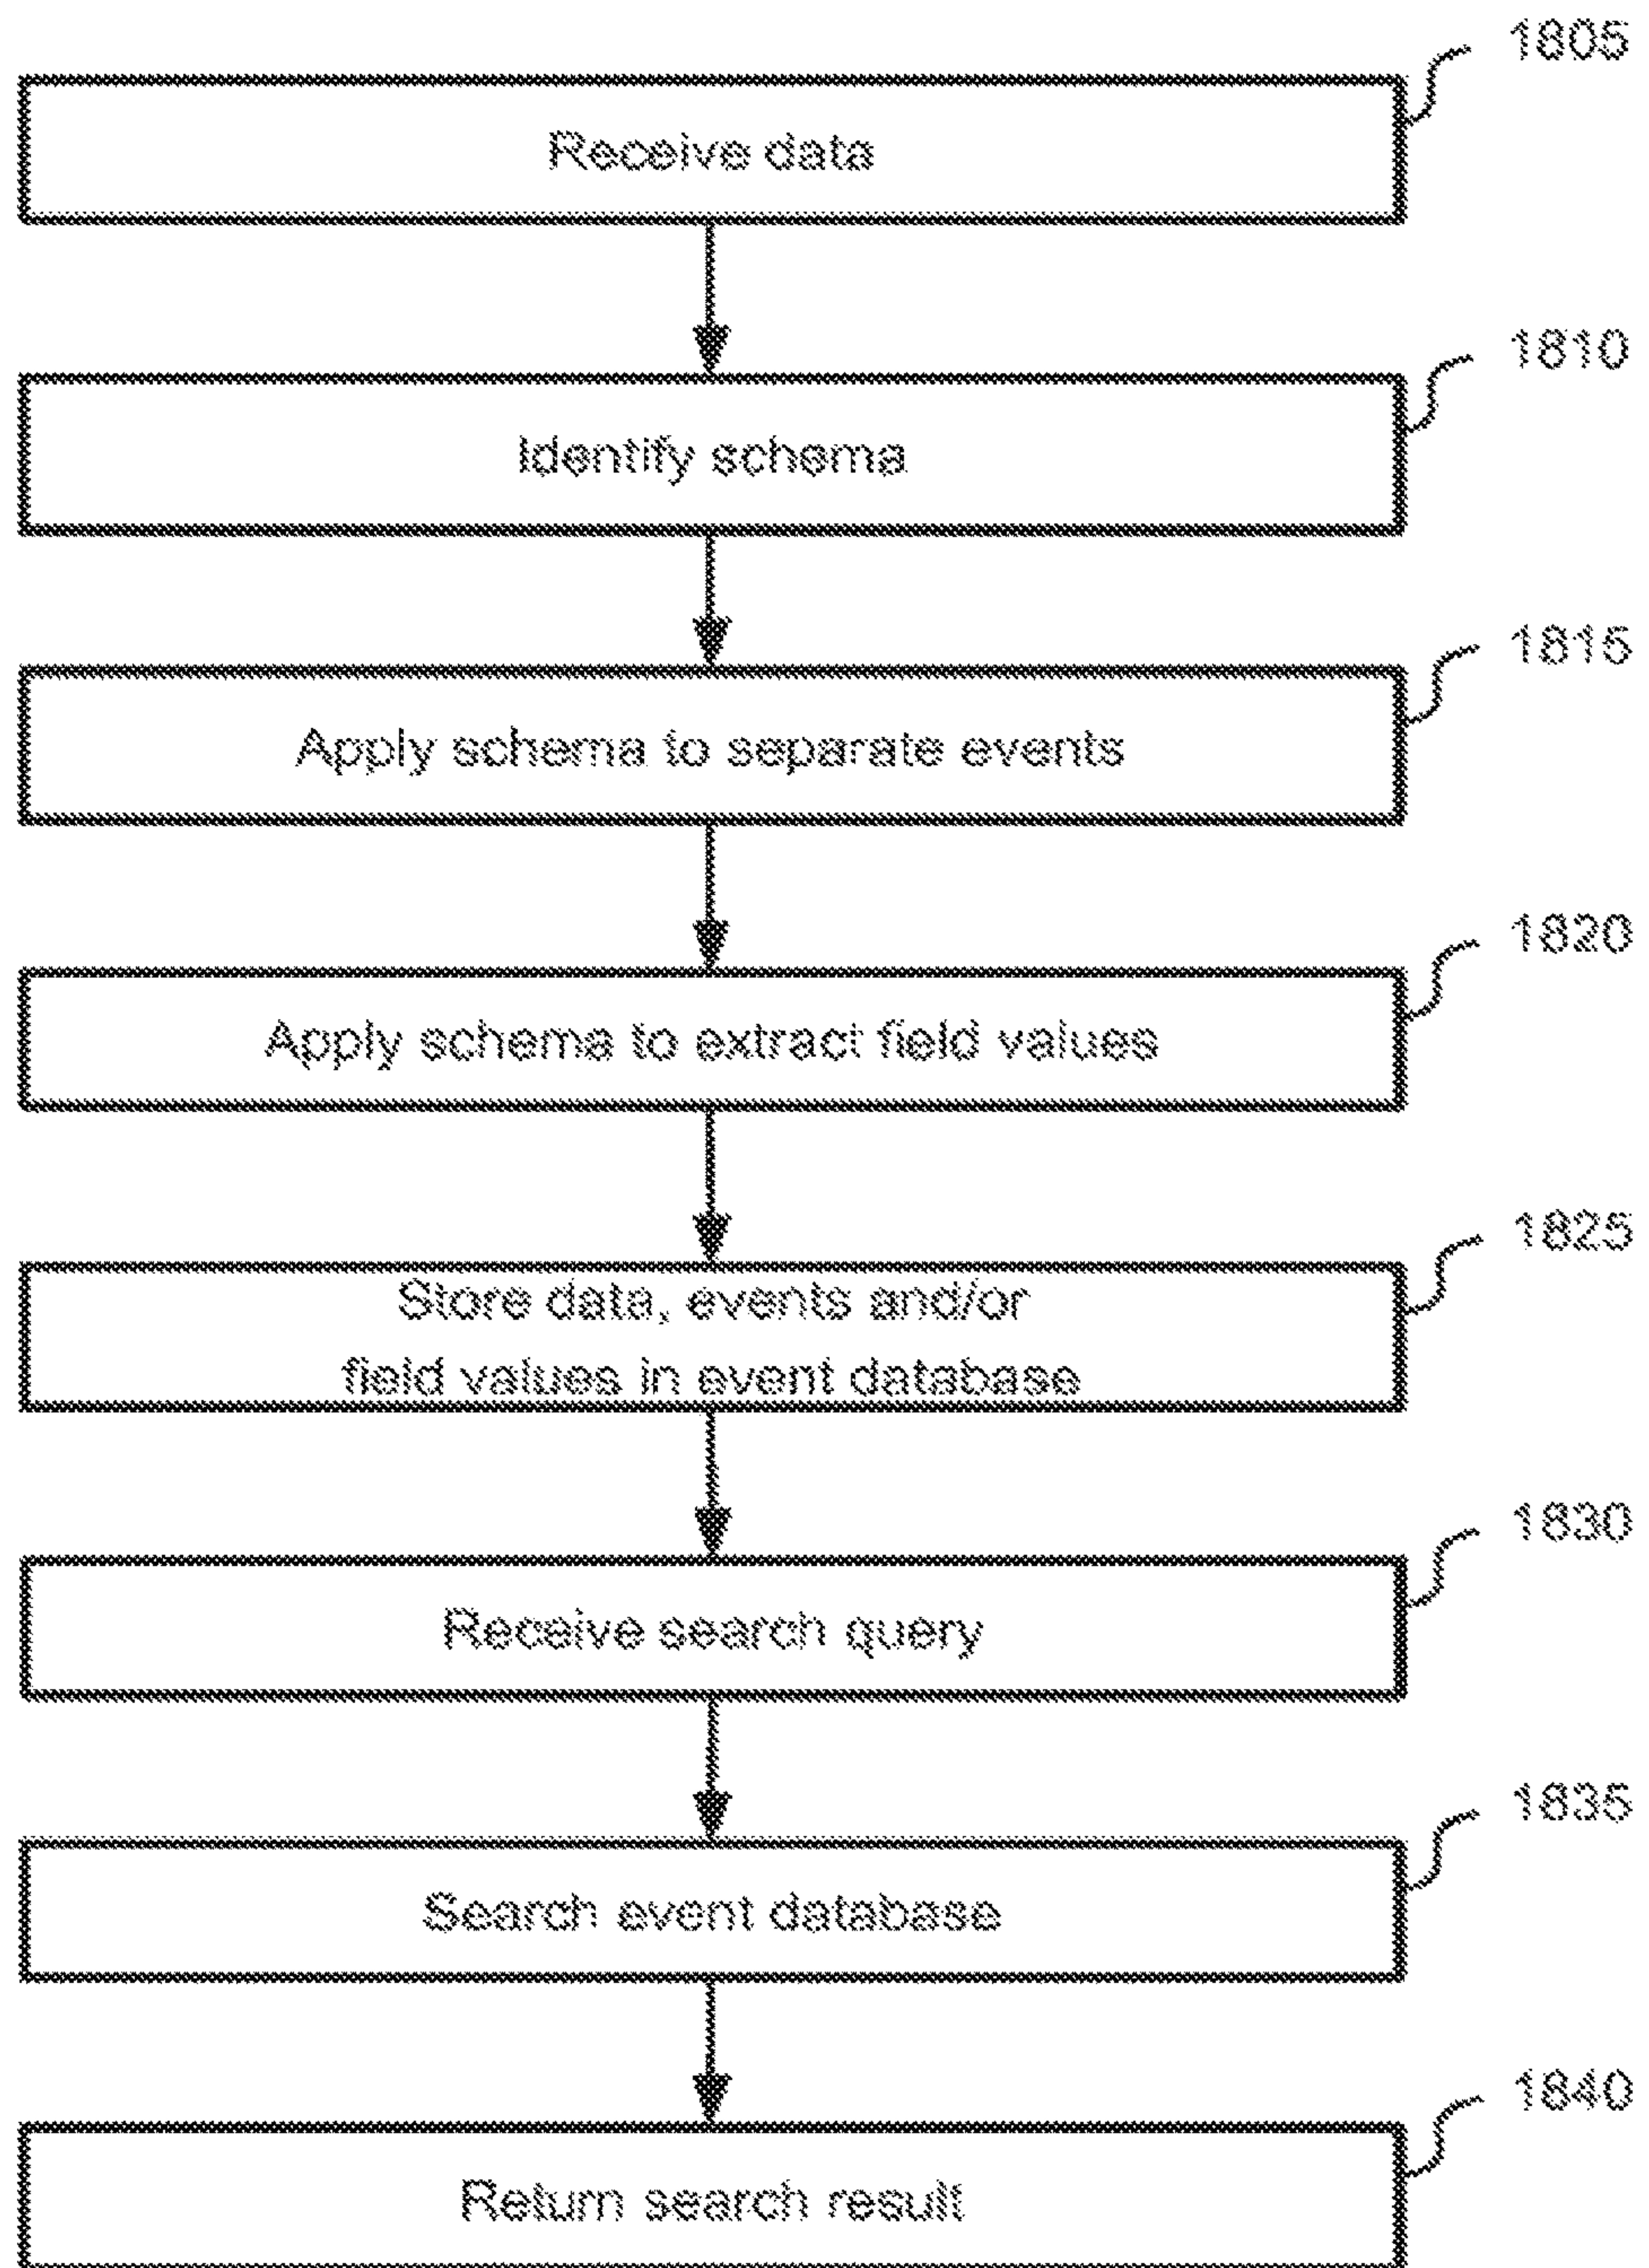 1805
Receive data
1810
Identify schema
1815
Apply schema to separate events
1820
Apply schema to extract field values
1825
Store data, events and/or
field values in event database
1830
Receive search query
1835
Search event database
1840
Return search result